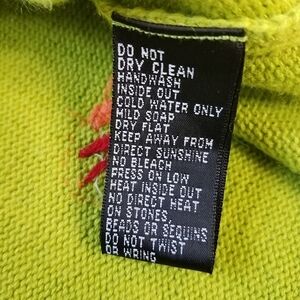 DO NOT
DRY CLEAN
HANDWASH
INSIDE OUT
COLD WATER ONLY
MILD SOAP
DRY FLAT
KEEP AWAY FROM
DIRECT SUNSHINE
NO BLEACH
PRESS ON LOW
HEAT INSIDE OUT
NO DIRECT HEAT
ON STONES,
BEADS OR SEQUINS
DO NOT TWIST
OR WRING